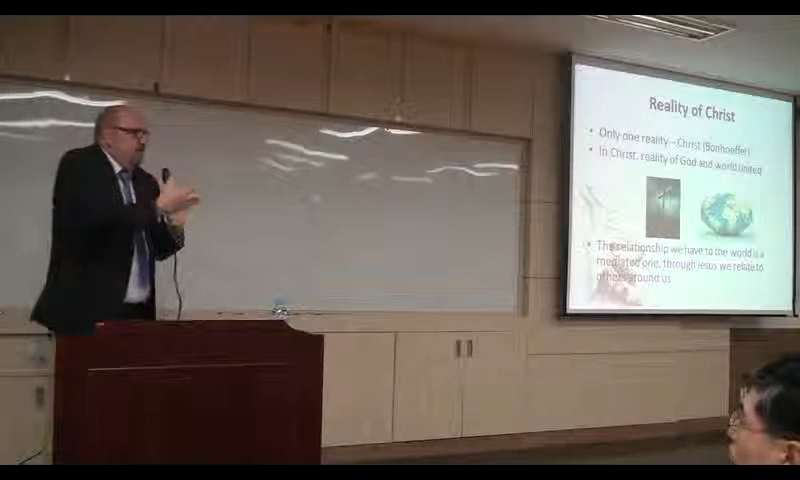 Reality of Christ
• Only one reality – Christ (Bonhoeffer)
• In Christ, reality of God and world united
• The relationship we have to the world is a
mediated one, through Jesus we relate to
others around us